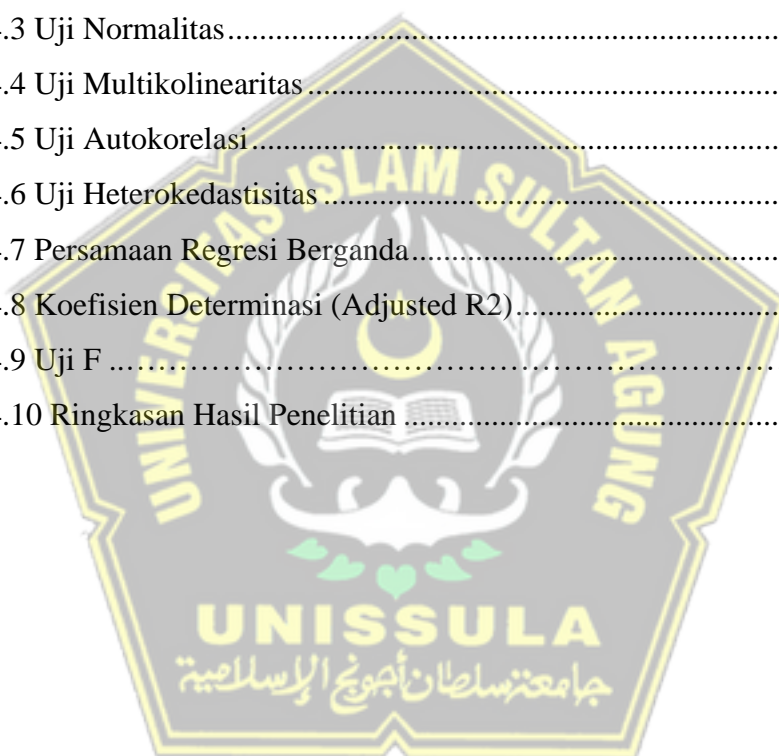 .3 Uji Normalitas
.4 Uji Multikolinearitas
.5 Uji Autokorelasi
.6 Uji Heterokedastisitas
.7 Persamaan Regresi Berganda
.8 Koefisien Determinasi (Adjusted R2)
.9 Uji F
.10 Ringkasan Hasil Penelitian
UNIVERSITAS ISLAM SULTAN AGUNG
UNISSULA
جامعة سلطان أجونج الإسلامية